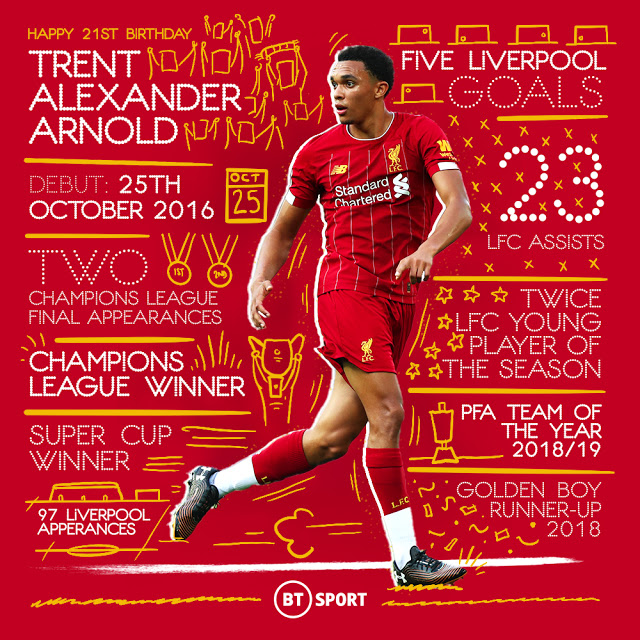 HAPPY 21ST BIRTHDAY
TRENT
ALEXANDER
ARNOLD
DEBUT: 25TH
OCTOBER 2016
OCT
25
TWO
1ST
2ND
CHAMPIONS LEAGUE
FINAL APPEARANCES
CHAMPIONS
LEAGUE WINNER
SUPER CUP
WINNER
97 LIVERPOOL
APPERANCES
FIVE LIVERPOOL
GOALS
23
LFC ASSISTS
TWICE
LFC YOUNG
PLAYER OF
THE SEASON
PFA TEAM OF
THE YEAR
2018/19
GOLDEN BOY
RUNNER-UP
2018
NB
L.F.C.
Standard
Chartered
L.F.C
BT SPORT